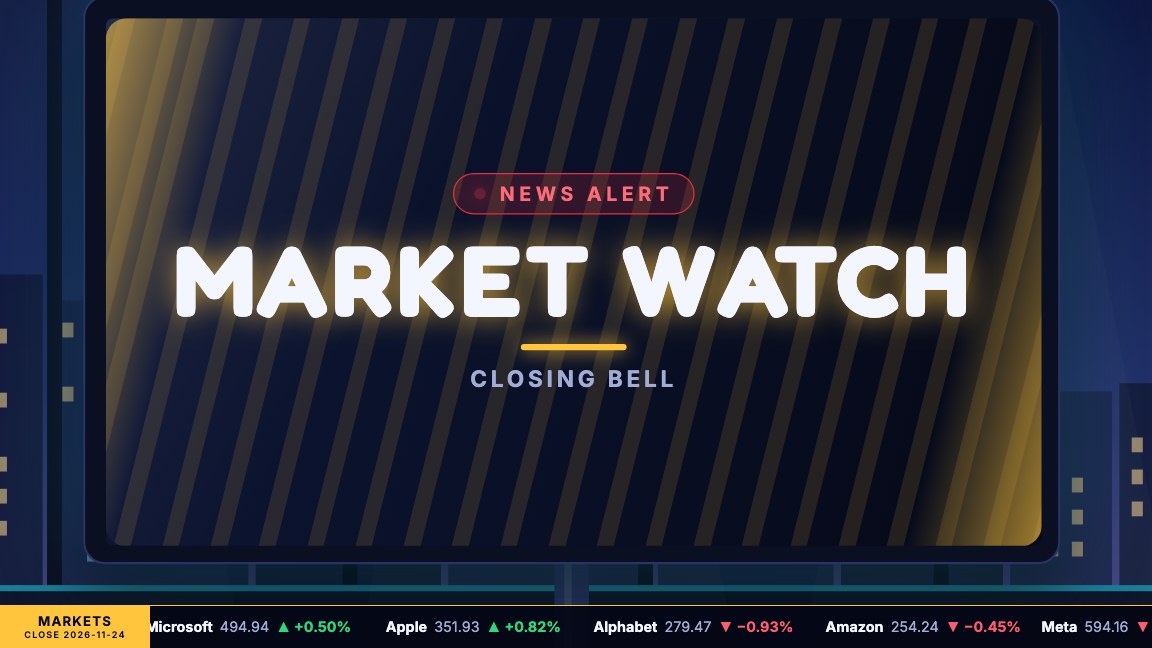 NEWS ALERT
MARKET WATCH
CLOSING BELL
MARKETS
CLOSE 2026-11-24
Microsoft 494.94 ▲ +0.50% Apple 351.93 ▲ +0.82% Alphabet 279.47 ▼ −0.93% Amazon 254.24 ▼ −0.45% Meta 594.16 ▼